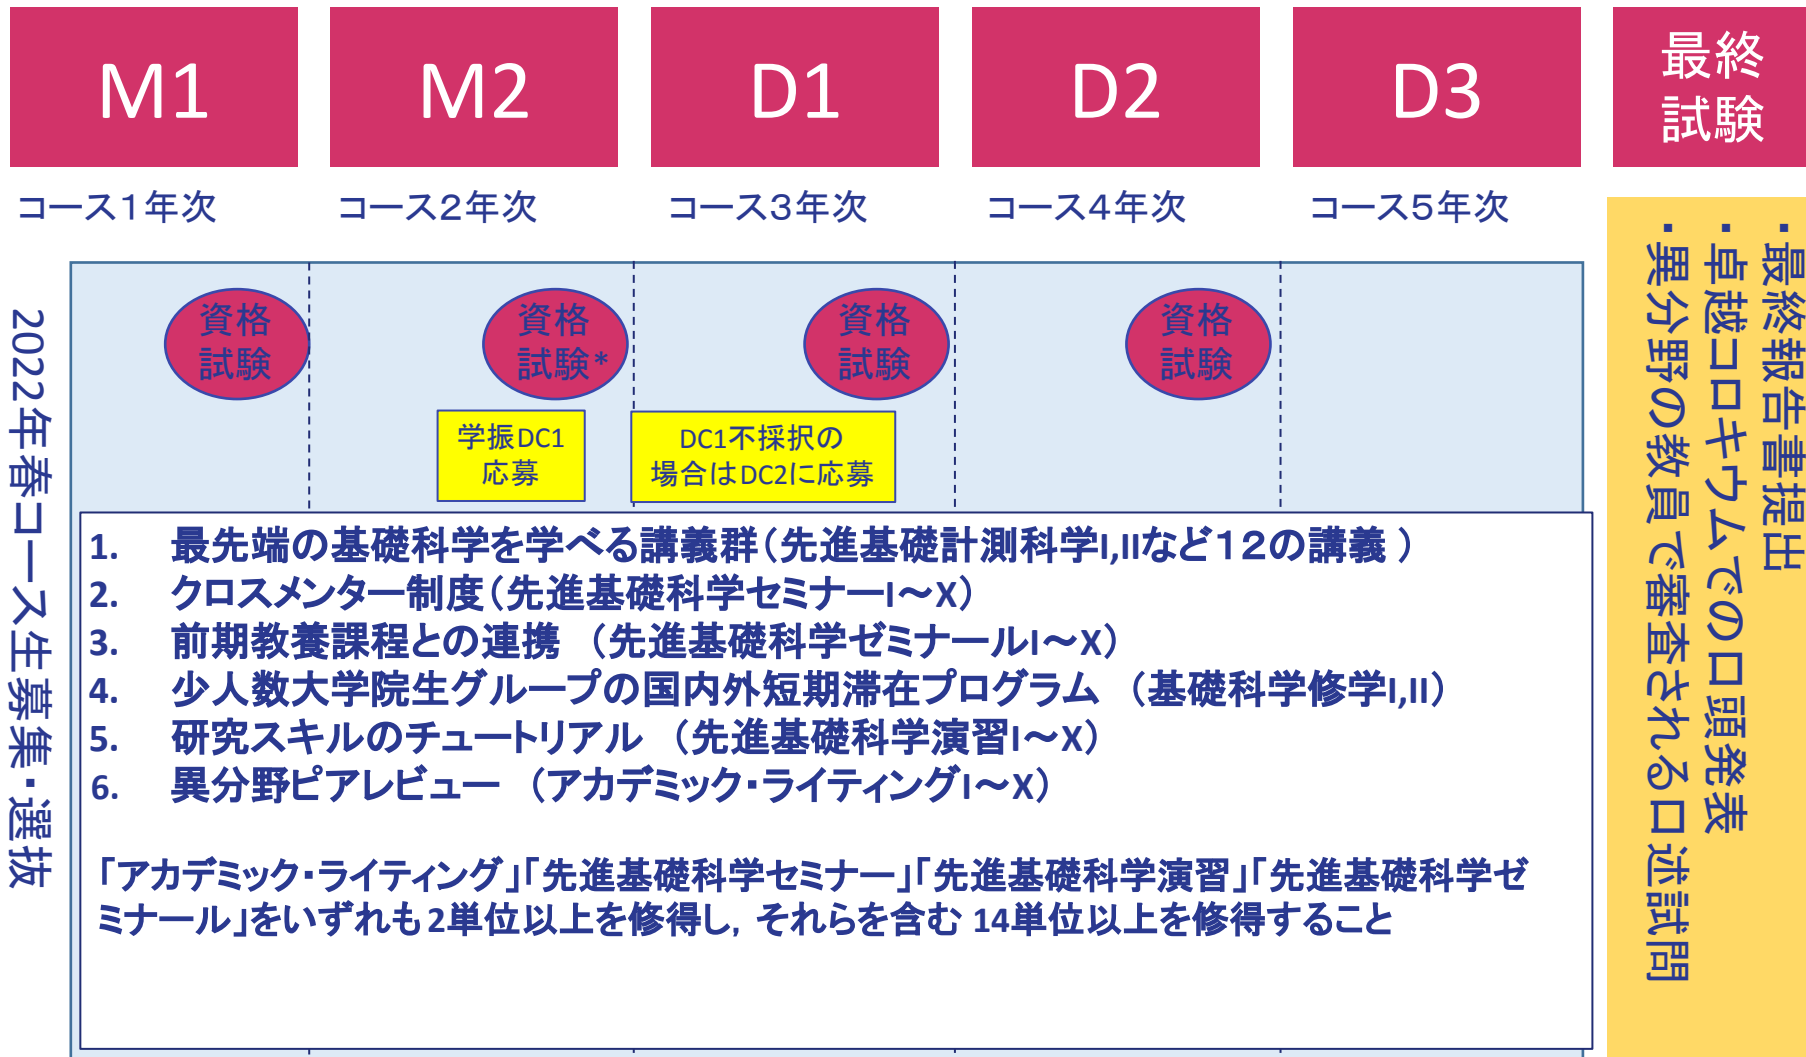 M1
M2
D1
D2
D3
最終
試験
コース1年次
コース2年次
コース3年次
コース4年次
コース5年次
2022年春コース生募集・選抜
資格
試験
資格
試験*
資格
試験
資格
試験
学振DC1
応募
DC1不採択の
場合はDC2に応募
1. 最先端の基礎科学を学べる講義群(先進基礎計測科学I,IIなど12の講義 )
2. クロスメンター制度(先進基礎科学セミナーI~X)
3. 前期教養課程との連携 (先進基礎科学ゼミナールI~X)
4. 少人数大学院生グループの国内外短期滞在プログラム (基礎科学修学I,II)
5. 研究スキルのチュートリアル (先進基礎科学演習I~X)
6. 異分野ピアレビュー (アカデミック・ライティングI~X)
「アカデミック・ライティング」「先進基礎科学セミナー」「先進基礎科学演習」「先進基礎科学ゼ
ミナール」をいずれも2単位以上を修得し, それらを含む 14単位以上を修得すること
・最終報告書提出
・卓越コロキウムでの口頭発表
・異分野の教員で審査される口述試問